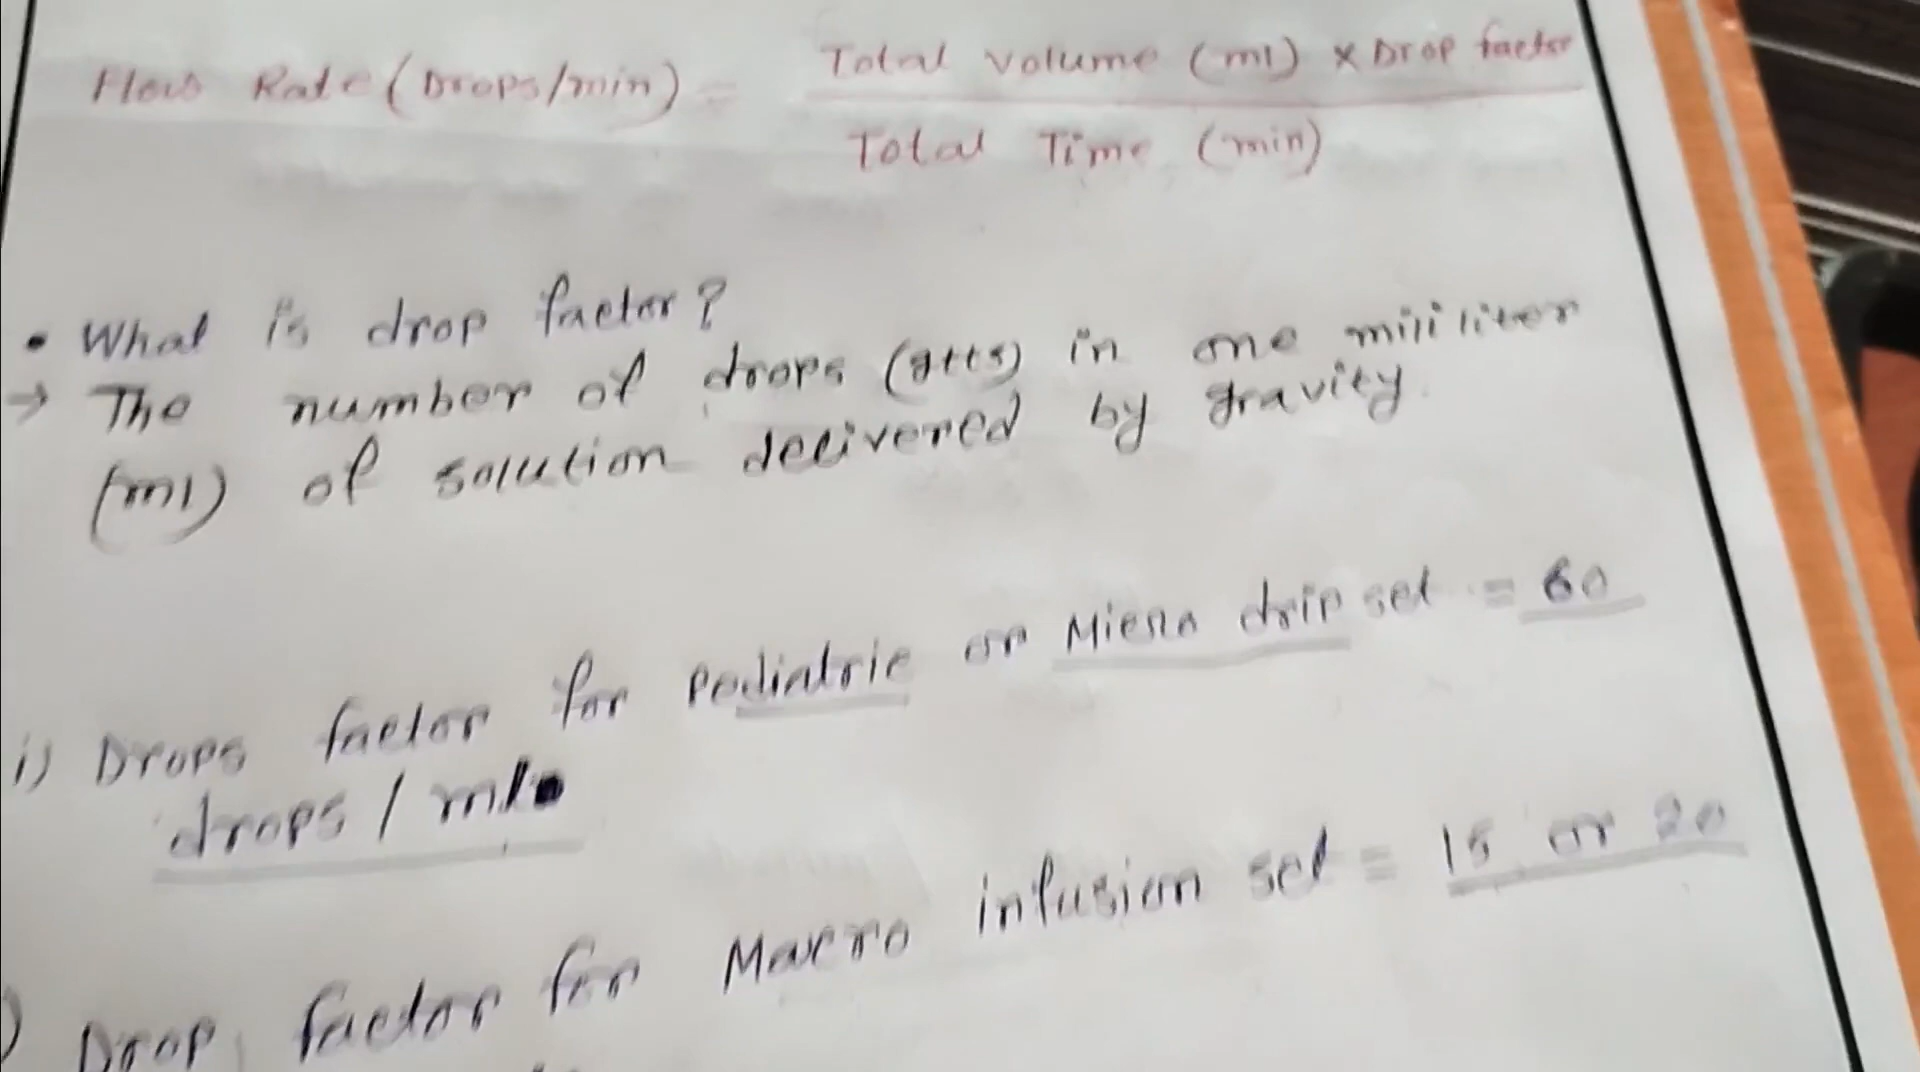 Flow Rate (Drops/min) = Total volume (ml) x Drop factor
Total Time (min)
• What is drop factor?
→ The number of drops (gtts) in one mililiter
(ml) of solution delivered by gravity.
i) Drops factor for Pediatric or Micro drip set = 60
drops / ml.
) Drop factor for Macro infusion set = 15 or 20